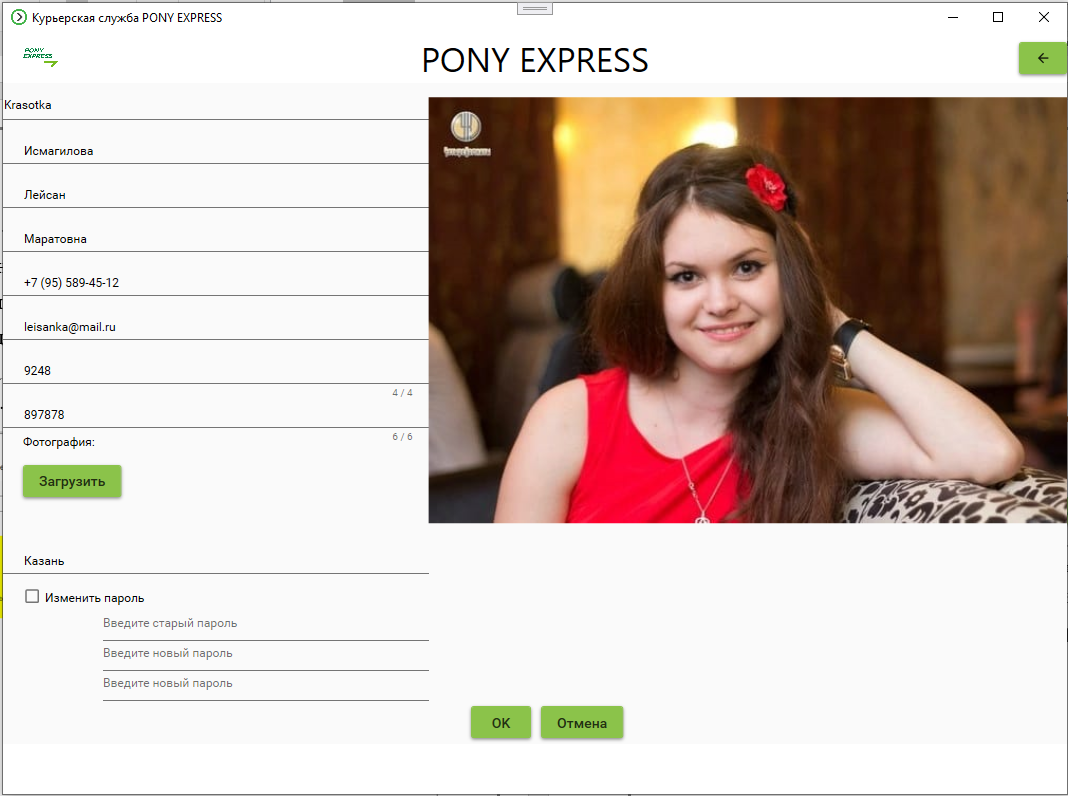 Курьерская служба PONY EXPRESS
PONY EXPRESS
PONY EXPRESS
Krasotka
Исмагилова
Лейсан
Маратовна
+7 (95) 589-45-12
leisanka@mail.ru
9248
4 / 4
897878
6 / 6
Фотография:
Загрузить
Казань
Изменить пароль
Введите старый пароль
Введите новый пароль
Введите новый пароль
OK
Отмена